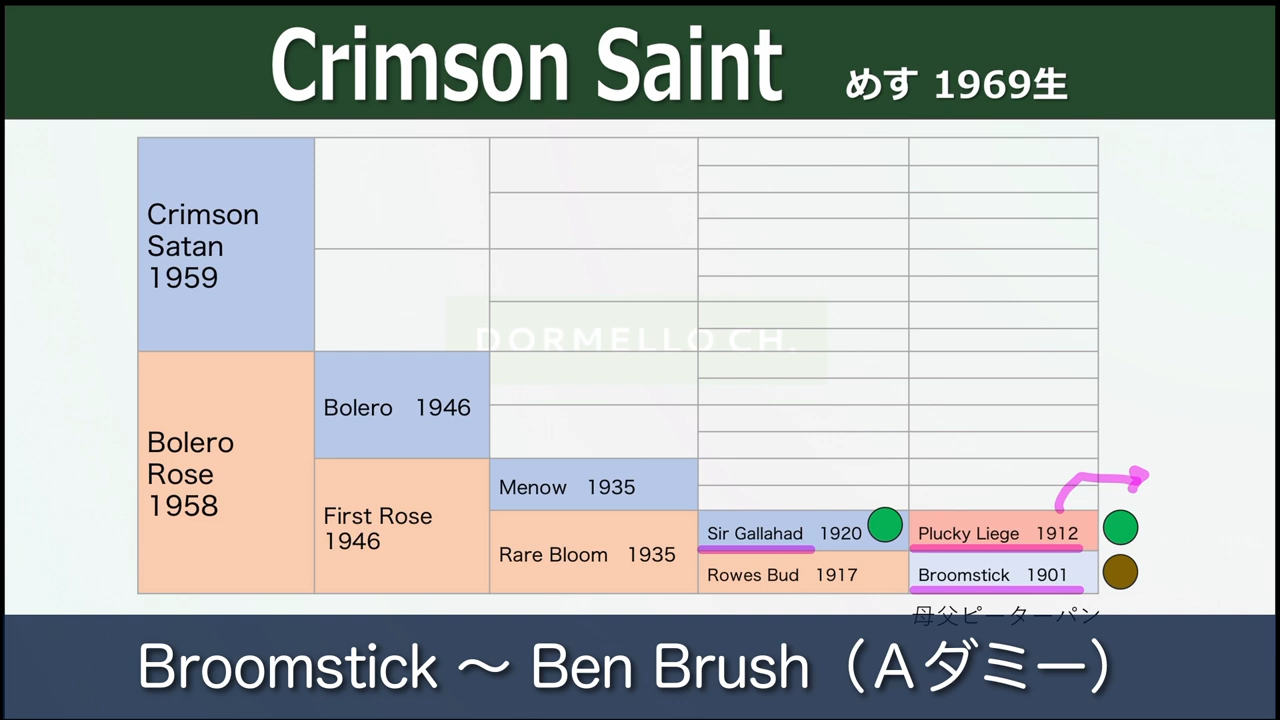 Crimson Saint めす 1969生
Crimson
Satan
1959
DORMELLO CH.
Bolero 1946
Bolero
Rose
1958
Menow 1935
First Rose
1946
Sir Gallahad 1920
Plucky Liege 1912
Rare Bloom 1935
Rowes Bud 1917
Broomstick 1901
母父ピーターパン
Broomstick ～ Ben Brush（Aダミー）